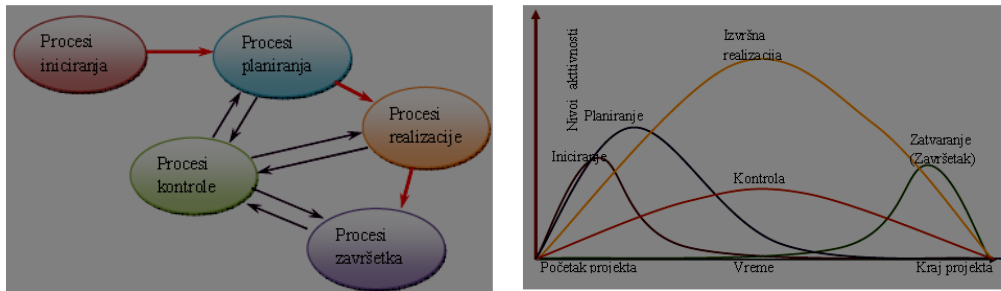 Procesi
iniciranja
Procesi
planiranja
Procesi
realizacije
Procesi
kontrole
Procesi
završetka
Nivoi akttivnosti
Izvršna
realizacija
Planiranje
Iniciranje
Zatvaranje
(Završetak)
Kontrola
Početak projekta
Vreme
Kraj projekta